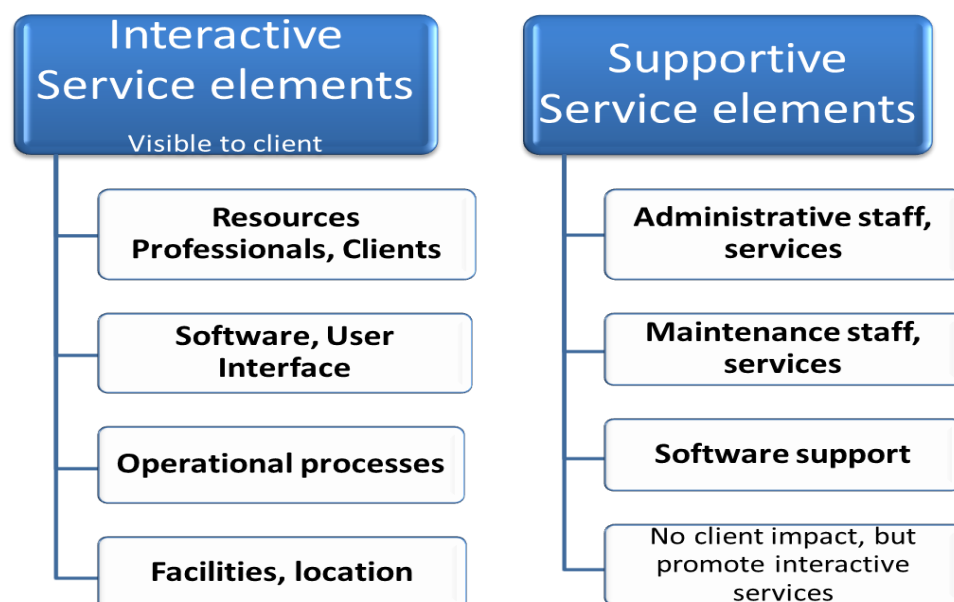 Interactive
Service elements
Visible to client
Resources
Professionals, Clients
Software, User
Interface
Operational processes
Facilities, location
Supportive
Service elements
Administrative staff,
services
Maintenance staff,
services
Software support
No client impact, but
promote interactive
services